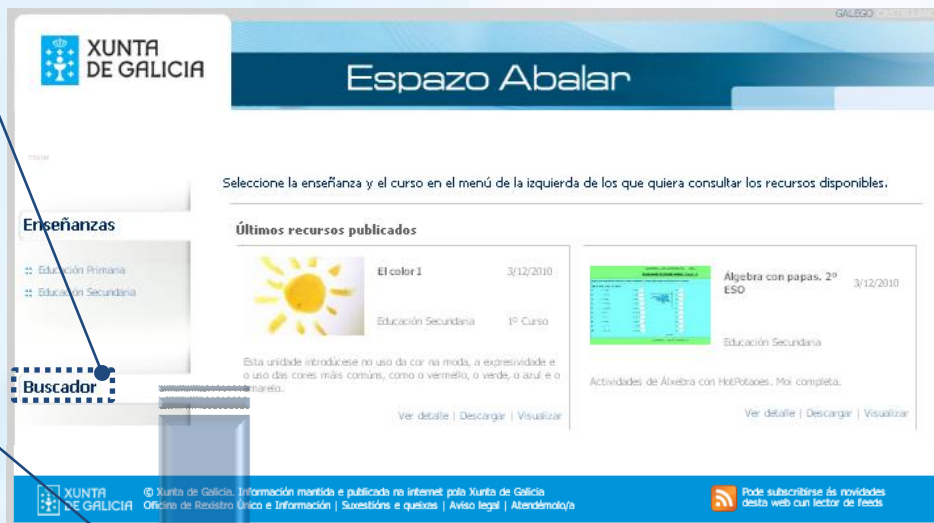 GALEGO CASTELLANO
XUNTA
DE GALICIA
Espazo Abalar
Seleccione la enseñanza y el curso en el menú de la izquierda de los que quiera consultar los recursos disponibles.
Enseñanzas
Educación Primaria
Educación Secundaria
Buscador
Últimos recursos publicados
El color I 3/12/2010
Educación Secundaria 1º Curso
Esta unidade introdúcese no uso da cor na moda, a expresividade e
o uso das cores máis comúns, como o vermello, o verde, o azul e o
amarelo.
Ver detalle | Descargar | Visualizar
Álgebra con papas. 2º
ESO
3/12/2010
Educación Secundaria
Actividades de Álxebra con HotPotatoes. Moi completa.
Ver detalle | Descargar | Visualizar
XUNTA
DE GALICIA
© Xunta de Galicia. Información mantida e publicada na internet pola Xunta de Galicia
Oficina de Rexistro Único e Información | Suxestións e queixas | Aviso legal | Atendémolo/a
Pode subscribirse ás novidades
desta web cun lector de feeds